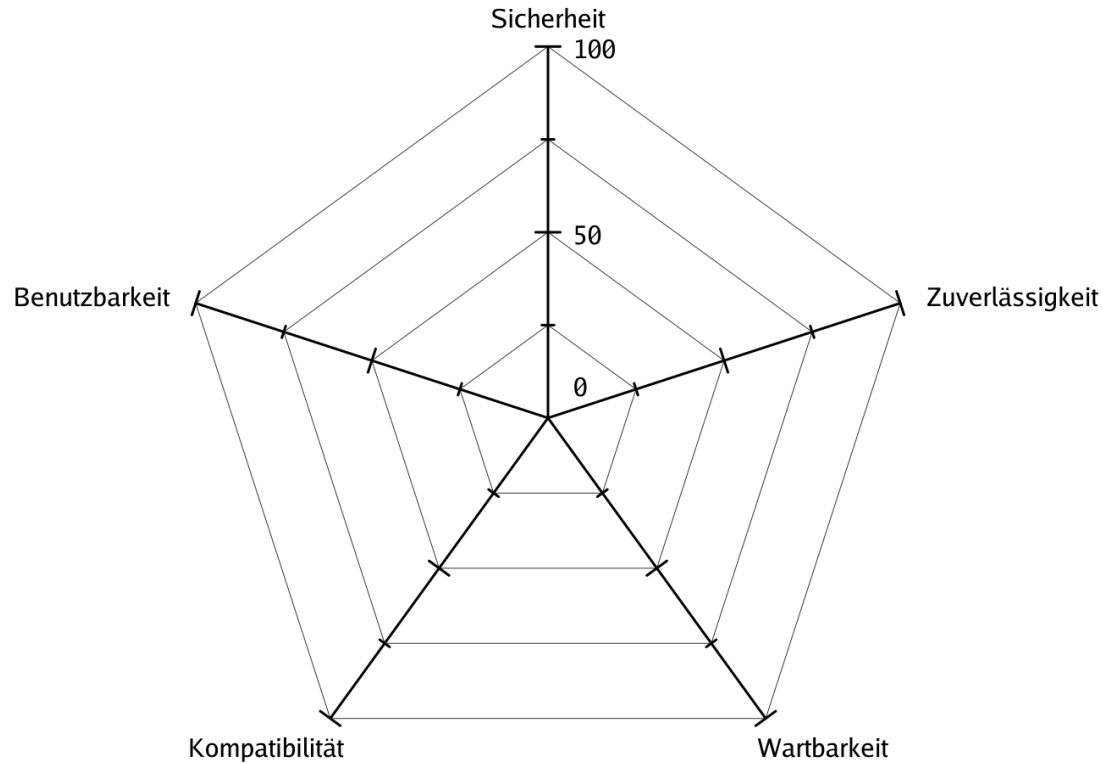 Sicherheit
100
50
Benutzbarkeit
Zuverlässigkeit
0
Kompatibilität
Wartbarkeit